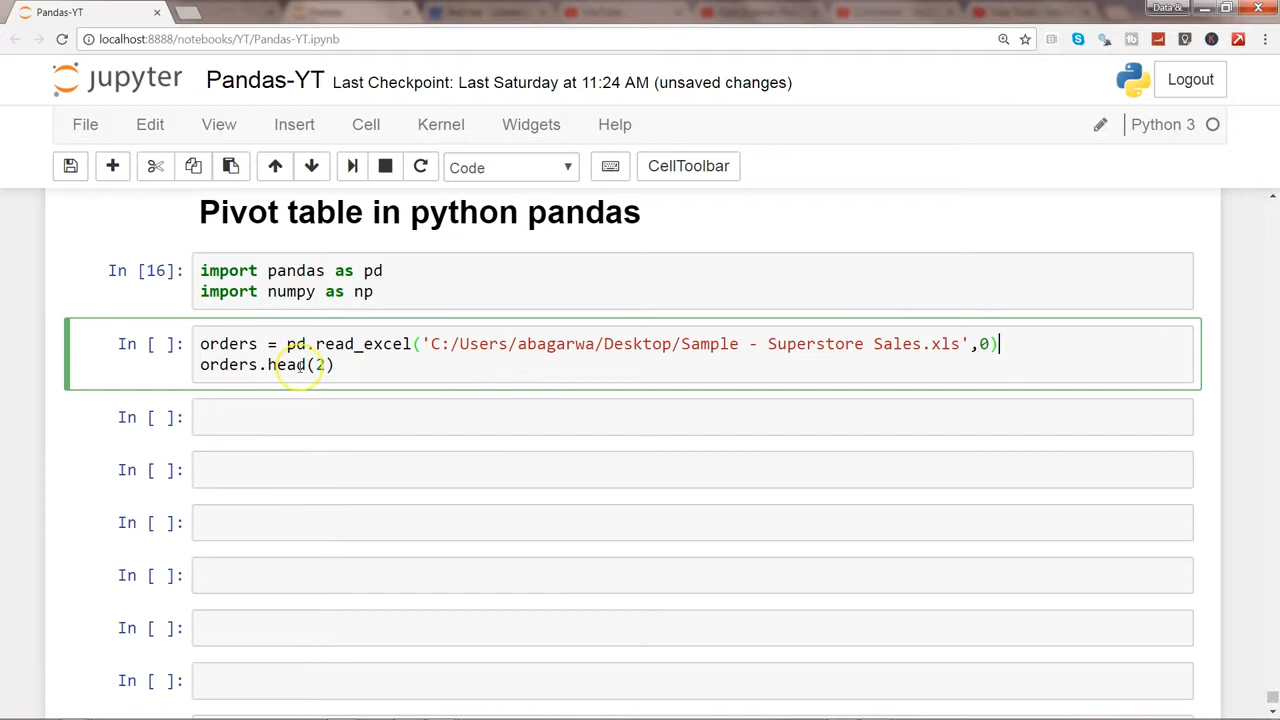 Pandas-YT
Data &
localhost:8888/notebooks/YT/Pandas-YT.ipynb
jupyter Pandas-YT Last Checkpoint: Last Saturday at 11:24 AM (unsaved changes) Logout
File Edit View Insert Cell Kernel Widgets Help Python 3
Code CellToolbar
Pivot table in python pandas
In [16]: import pandas as pd
import numpy as np
In [ ]: orders = pd.read_excel('C:/Users/abagarwa/Desktop/Sample - Superstore Sales.xls',0)
orders.head(2)
In [ ]:
In [ ]:
In [ ]:
In [ ]:
In [ ]:
In [ ]: